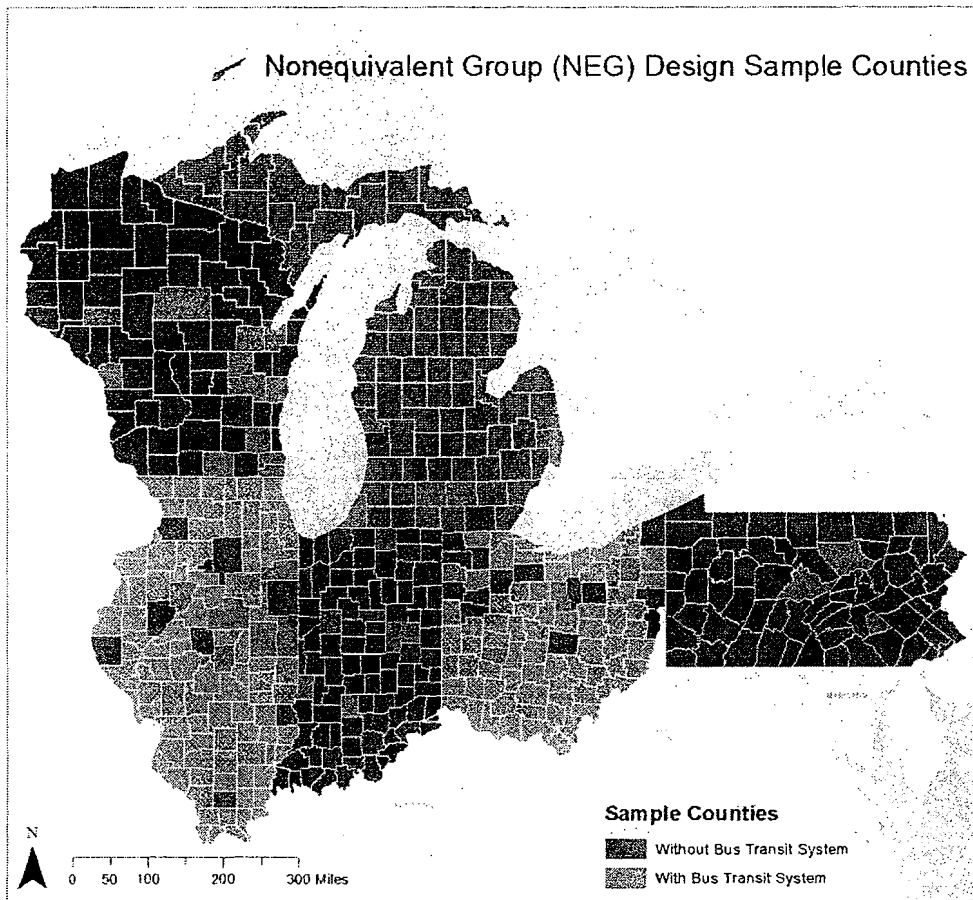 Nonequivalent Group (NEG) Design Sample Counties
Sample Counties
Without Bus Transit System
With Bus Transit System
N
0 50 100 200 300 Miles